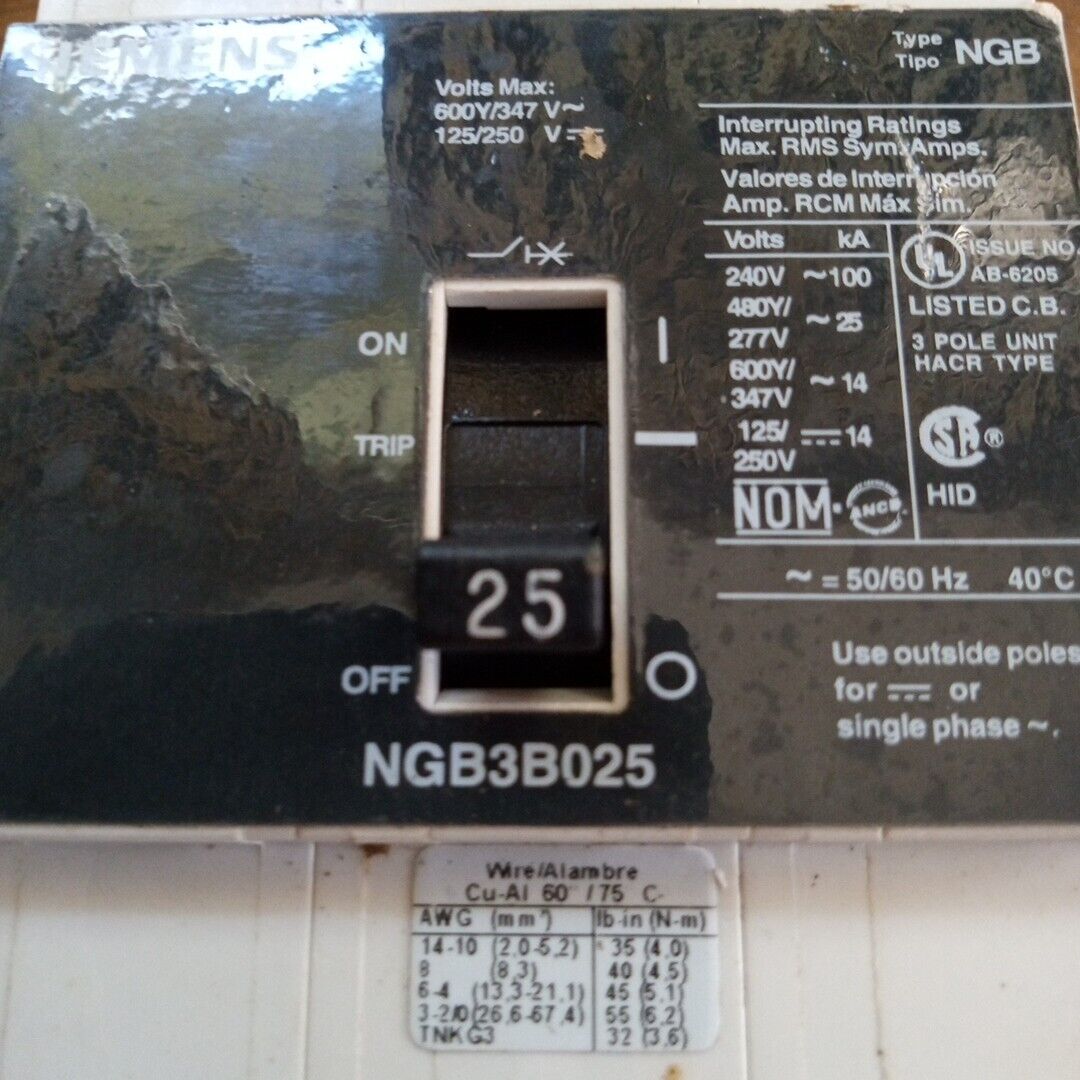 SIEMENS
Type
Tipo NGB
Volts Max:
600Y/347 V~
125/250 V⎓
Interrupting Ratings
Max. RMS Sym. Amps.
Valores de Interrupción
Amp. RCM Máx Sim.
Volts kA
240V ~100
480Y/
277V ~25
600Y/
347V ~14
125/
250V ⎓14
NOM ANCE
UL ISSUE NO.
AB-6205
LISTED C.B.
3 POLE UNIT
HACR TYPE
SA ®
HID
~ = 50/60 Hz 40°C
Use outside poles
for ⎓ or
single phase ~.
ON |
TRIP
25
OFF O
NGB3B025
Wire/Alambre
Cu-Al 60°/75 C-
AWG (mm²) lb-in (N-m)
14-10 (2,0-5,2) 35 (4,0)
8 (8,3) 40 (4,5)
6-4 (13,3-21,1) 45 (5,1)
3-2/0 (26,6-67,4) 55 (6,2)
TNKG3 32 (3,6)